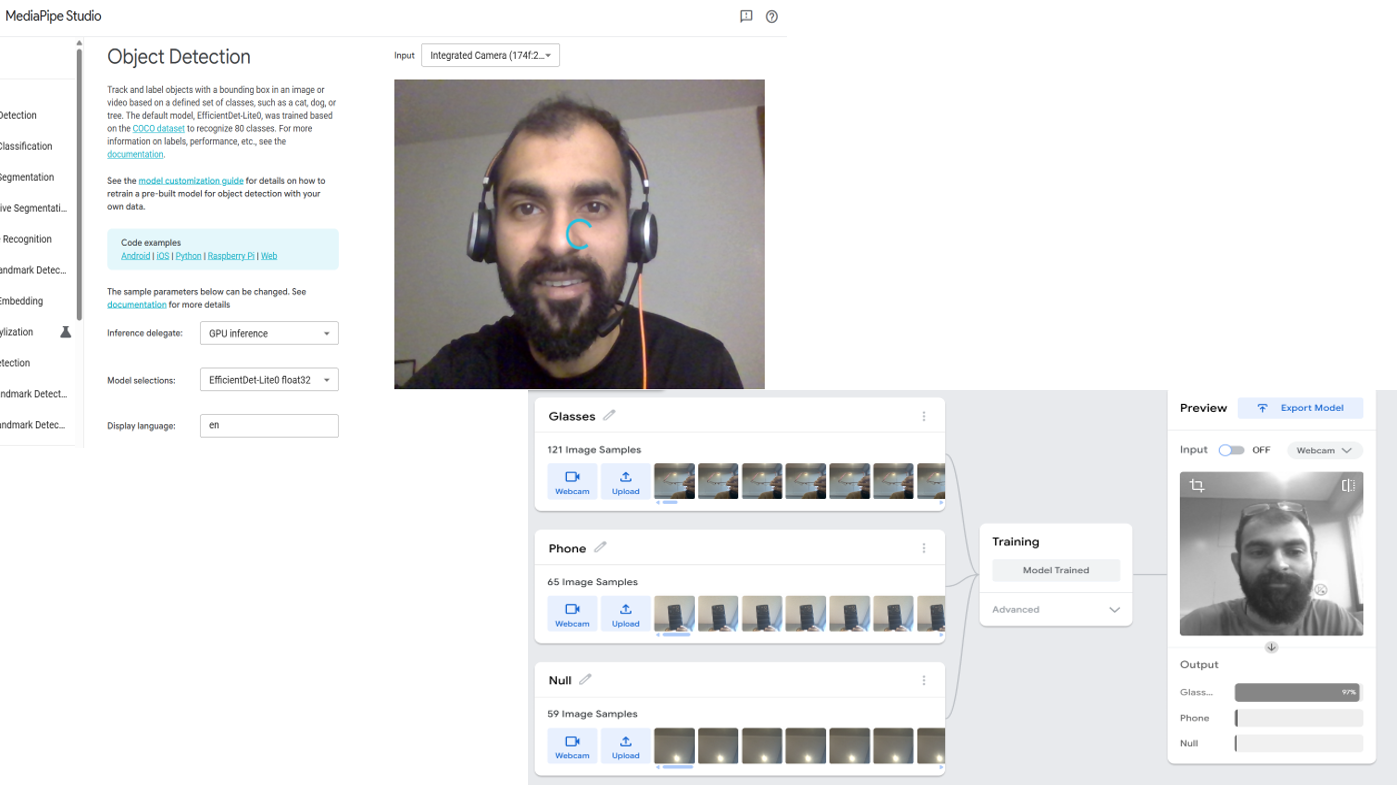 MediaPipe Studio
Object Detection
Track and label objects with a bounding box in an image or
video based on a defined set of classes, such as a cat, dog, or
tree. The default model, EfficientDet-Lite0, was trained based
on the COCO dataset to recognize 80 classes. For more
information on labels, performance, etc., see the
documentation.
See the model customization guide for details on how to
retrain a pre-built model for object detection with your
own data.
Code examples
Android | iOS | Python | Raspberry Pi | Web
The sample parameters below can be changed. See
documentation for more details
Inference delegate: GPU inference
Model selections: EfficientDet-Lite0 float32
Display language: en
Detection
Classification
Segmentation
ive Segmentati...
Recognition
andmark Detec...
Embedding
ylization
etection
ndmark Detect...
andmark Detec...
Input Integrated Camera (174f:2...
Glasses
121 Image Samples
Webcam Upload
Phone
65 Image Samples
Webcam Upload
Null
59 Image Samples
Webcam Upload
Training
Model Trained
Advanced
Preview Export Model
Input OFF Webcam
Output
Glass... 97%
Phone
Null